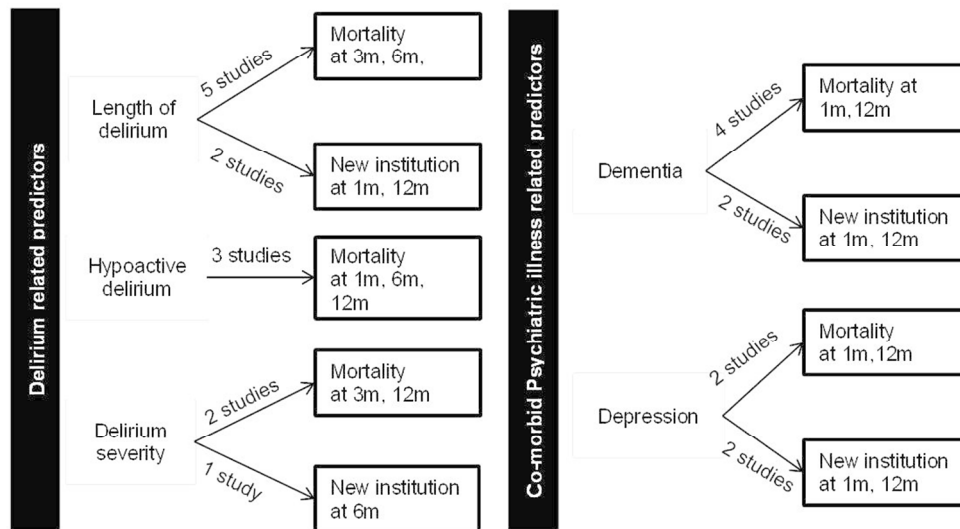 Delirium related predictors
Length of
delirium
5 studies
Mortality
at 3m, 6m,
2 studies
New institution
at 1m, 12m
Hypoactive
delirium
3 studies
Mortality
at 1m, 6m,
12m
Delirium
severity
2 studies
Mortality
at 3m, 12m
1 study
New institution
at 6m
Co-morbid Psychiatric illness related predictors
Dementia
4 studies
Mortality at
1m,12m
2 studies
New institution
at 1m, 12m
Depression
2 studies
Mortality
at 1m,12m
2 studies
New institution
at 1m, 12m